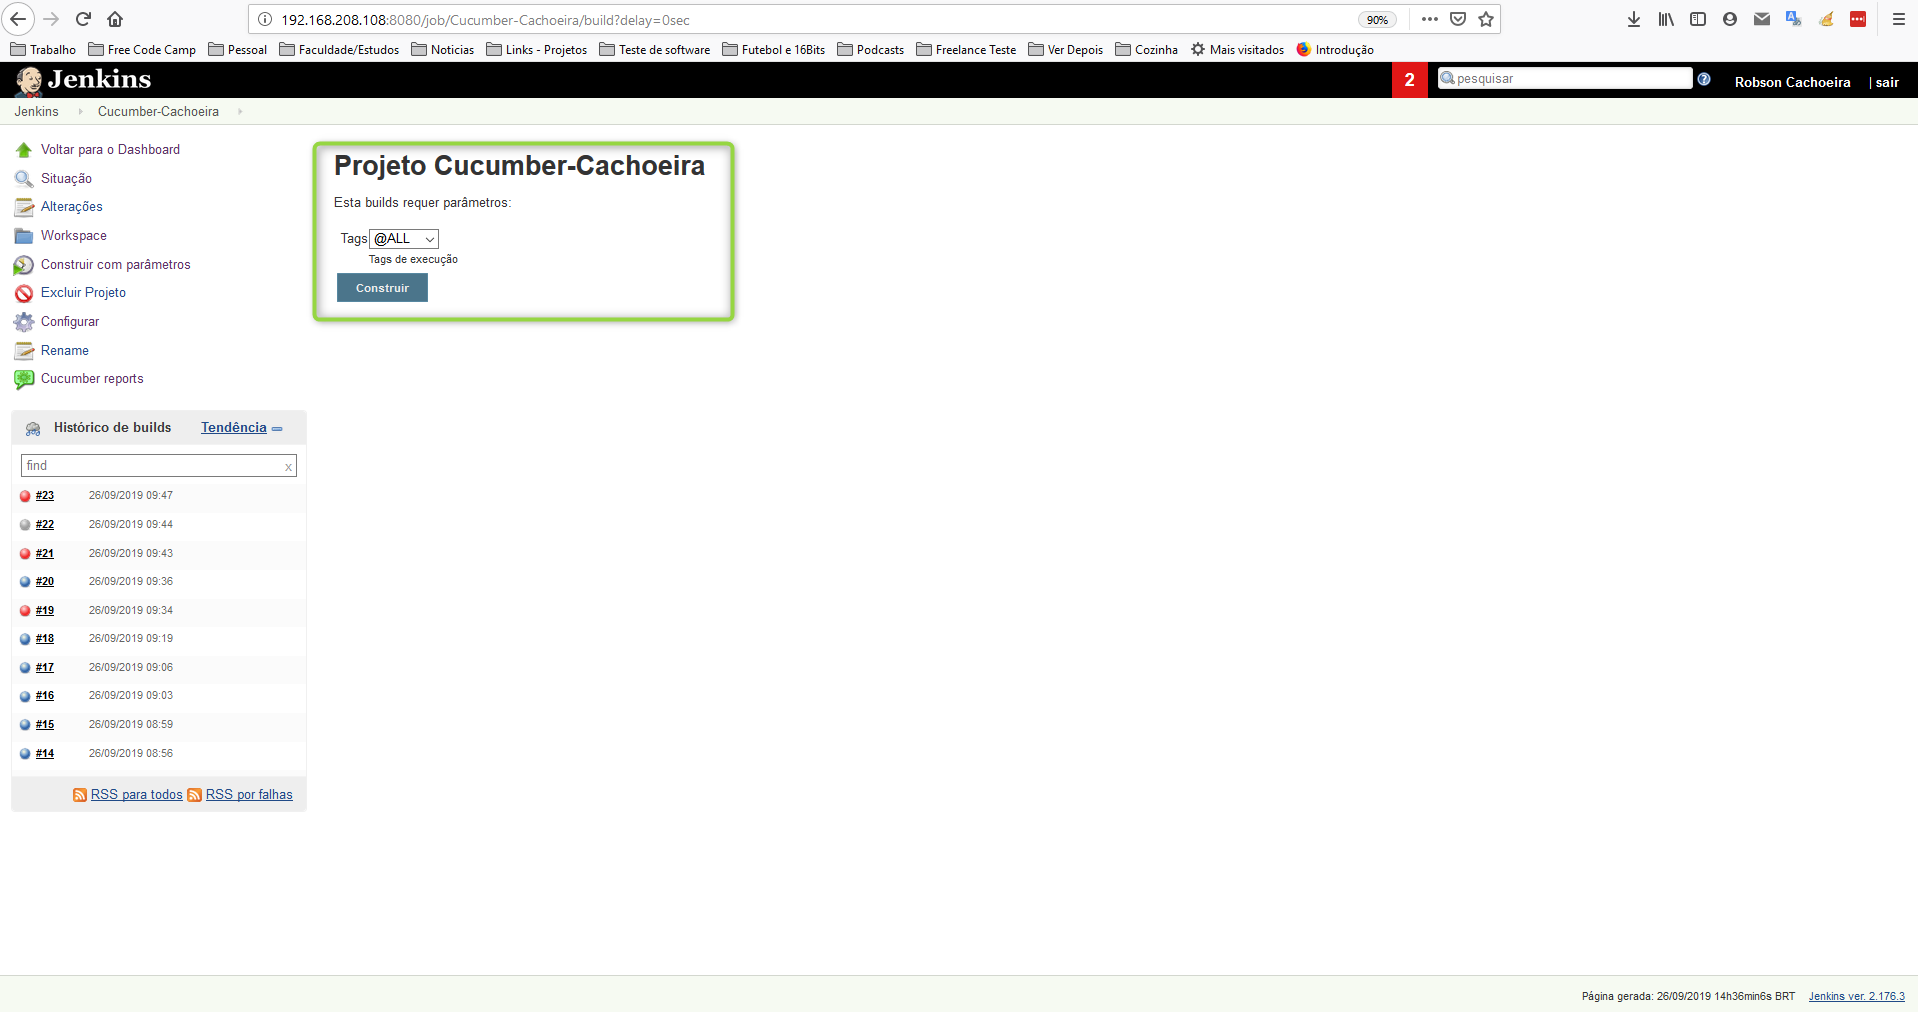 192.168.208.108:8080/job/Cucumber-Cachoeira/build?delay=0sec 90%
Trabalho Free Code Camp Pessoal Faculdade/Estudos Noticias Links - Projetos Teste de software Futebol e 16Bits Podcasts Freelance Teste Ver Depois Cozinha Mais visitados Introdução
Jenkins 2 pesquisar Robson Cachoeira | sair
Jenkins Cucumber-Cachoeira
Voltar para o Dashboard
Situação
Alterações
Workspace
Construir com parâmetros
Excluir Projeto
Configurar
Rename
Cucumber reports
Projeto Cucumber-Cachoeira
Esta builds requer parâmetros:
Tags @ALL
Tags de execução
Construir
Histórico de builds Tendência
find x
#23 26/09/2019 09:47
#22 26/09/2019 09:44
#21 26/09/2019 09:43
#20 26/09/2019 09:36
#19 26/09/2019 09:34
#18 26/09/2019 09:19
#17 26/09/2019 09:06
#16 26/09/2019 09:03
#15 26/09/2019 08:59
#14 26/09/2019 08:56
RSS para todos RSS por falhas
Página gerada: 26/09/2019 14h36min6s BRT Jenkins ver. 2.176.3